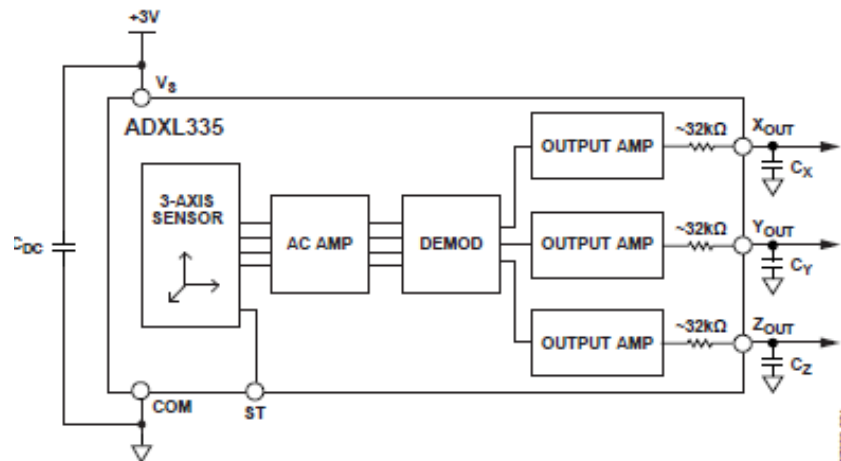 +3V
VS
ADXL335
3-AXIS
SENSOR
AC AMP
DEMOD
OUTPUT AMP
~32kΩ
XOUT
CX
OUTPUT AMP
~32kΩ
YOUT
CY
OUTPUT AMP
~32kΩ
ZOUT
CZ
CDC
COM
ST